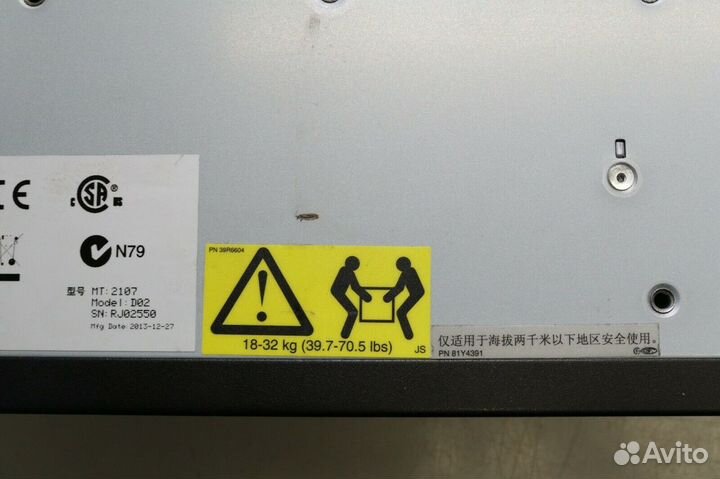 CE
SA
N79
型号 MT: 2107
Model: D02
SN: RJ02550
Mfg Date: 2013-12-27
PN 39R6604
18-32 kg (39.7-70.5 lbs)
JS
仅适用于海拔两千米以下地区安全使用。
PN 81Y4391
Avito